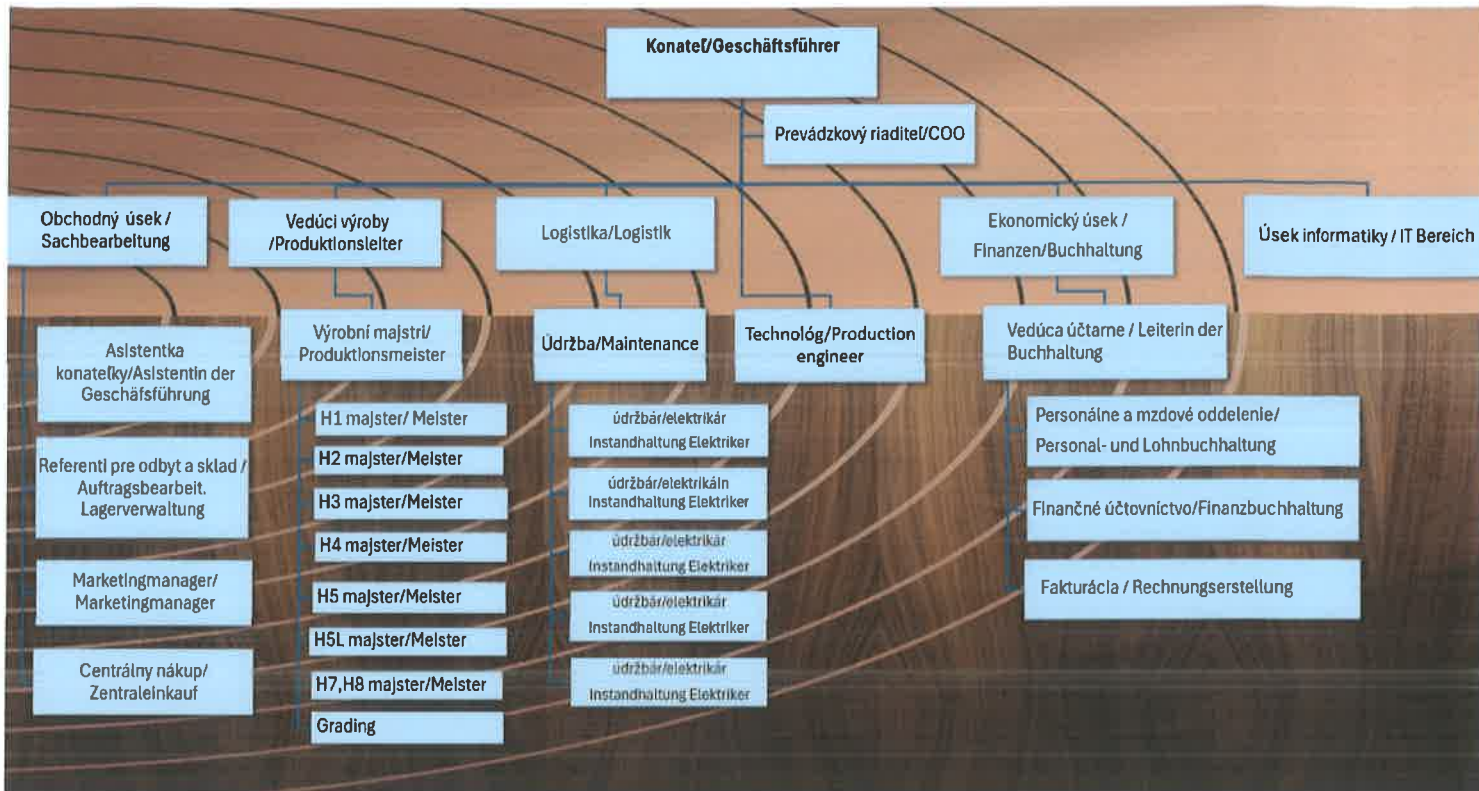 Konateľ/Geschäftsführer
Prevádzkový riaditeľ/COO
Obchodný úsek /
Sachbearbeitung
Vedúci výroby
/Produktionsleiter
Logistika/Logistik
Ekonomický úsek /
Finanzen/Buchhaltung
Úsek informatiky / IT Bereich
Asistentka
konateľky/Asistentin der
Geschäfsführung
Referenti pre odbyt a sklad /
Auftragsbearbeit.
Lagerverwaltung
Marketingmanager/
Marketingmanager
Centrálny nákup/
Zentraleinkauf
Výrobní majstri/
Produktionsmeister
H1 majster/ Meister
H2 majster/Meister
H3 majster/Meister
H4 majster/Meister
H5 majster/Meister
H5L majster/Meister
H7,H8 majster/Meister
Grading
Údržba/Maintenance
údržbár/elektrikár
Instandhaltung Elektriker
údržbár/elektrikáin
Instandhaltung Elektriker
údržbár/elektrikár
Instandhaltung Elektriker
údržbár/elektrikár
Instandhaltung Elektriker
údržbár/elektrikár
Instandhaltung Elektriker
Technológ/Production
engineer
Vedúca účtarne / Leiterin der
Buchhaltung
Personálne a mzdové oddelenie/
Personal- und Lohnbuchhaltung
Finančné účtovníctvo/Finanzbuchhaltung
Fakturácia / Rechnungserstellung